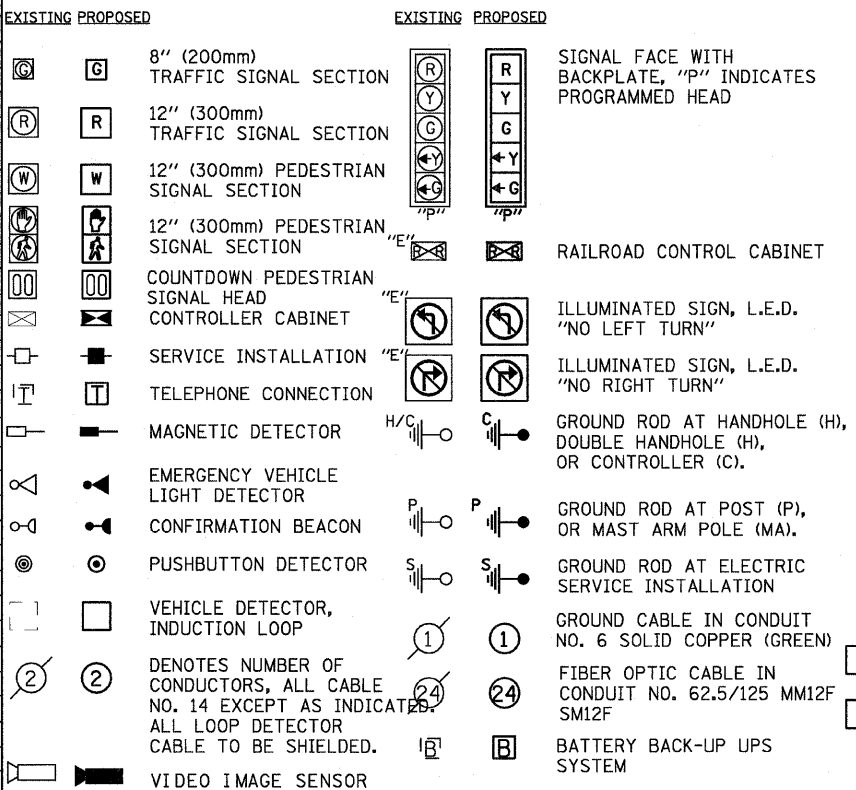 EXISTING PROPOSED
G G 8" (200mm)
TRAFFIC SIGNAL SECTION
R R 12" (300mm)
TRAFFIC SIGNAL SECTION
W W 12" (300mm) PEDESTRIAN
SIGNAL SECTION
12" (300mm) PEDESTRIAN
SIGNAL SECTION
00 00 COUNTDOWN PEDESTRIAN
SIGNAL HEAD
CONTROLLER CABINET
SERVICE INSTALLATION
T T TELEPHONE CONNECTION
MAGNETIC DETECTOR
EMERGENCY VEHICLE
LIGHT DETECTOR
CONFIRMATION BEACON
PUSHBUTTON DETECTOR
VEHICLE DETECTOR,
INDUCTION LOOP
2 2 DENOTES NUMBER OF
CONDUCTORS, ALL CABLE
NO. 14 EXCEPT AS INDICATED.
ALL LOOP DETECTOR
CABLE TO BE SHIELDED.
VIDEO IMAGE SENSOR
EXISTING PROPOSED
R R SIGNAL FACE WITH
Y Y BACKPLATE, "P" INDICATES
G G PROGRAMMED HEAD
←Y ←Y
←G ←G
"P" "P"
"E" R R R R RAILROAD CONTROL CABINET
"E" ILLUMINATED SIGN, L.E.D.
"NO LEFT TURN"
"E" ILLUMINATED SIGN, L.E.D.
"NO RIGHT TURN"
H/C C GROUND ROD AT HANDHOLE (H),
DOUBLE HANDHOLE (H),
OR CONTROLLER (C).
P P GROUND ROD AT POST (P),
OR MAST ARM POLE (MA).
S S GROUND ROD AT ELECTRIC
SERVICE INSTALLATION
1 1 GROUND CABLE IN CONDUIT
NO. 6 SOLID COPPER (GREEN)
24 24 FIBER OPTIC CABLE IN
CONDUIT NO. 62.5/125 MM12F
SM12F
B B BATTERY BACK-UP UPS
SYSTEM